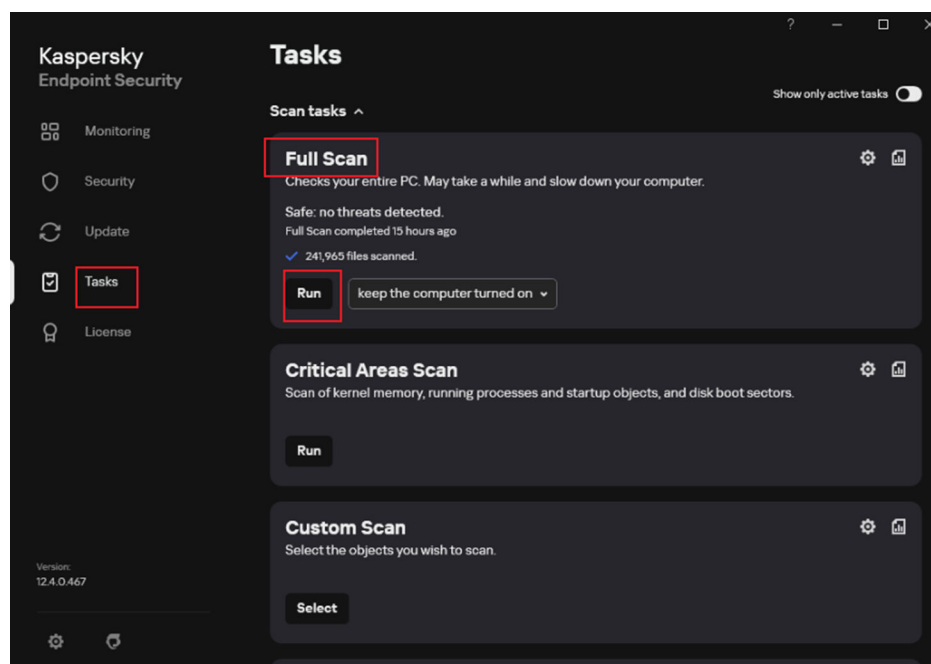 Kaspersky
Endpoint Security
Monitoring
Security
Update
Tasks
License
Version:
12.4.0.467
Tasks
Show only active tasks
Scan tasks
Full Scan
Checks your entire PC. May take a while and slow down your computer.
Safe: no threats detected.
Full Scan completed 15 hours ago
241,965 files scanned.
Run
keep the computer turned on
Critical Areas Scan
Scan of kernel memory, running processes and startup objects, and disk boot sectors.
Run
Custom Scan
Select the objects you wish to scan.
Select